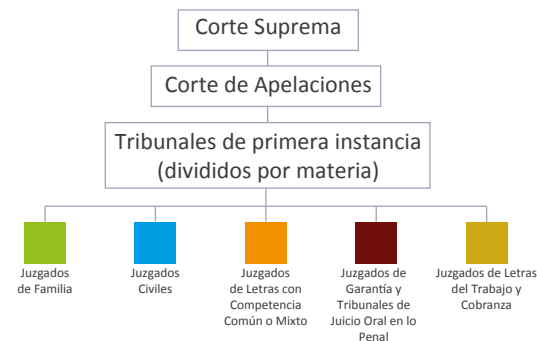 Corte Suprema
Corte de Apelaciones
Tribunales de primera instancia
(divididos por materia)
Juzgados
de Familia
Juzgados
Civiles
Juzgados
de Letras con
Competencia
Común o Mixto
Juzgados de
Garantía y
Tribunales de
Juicio Oral en lo
Penal
Juzgados de Letras
del Trabajo y
Cobranza